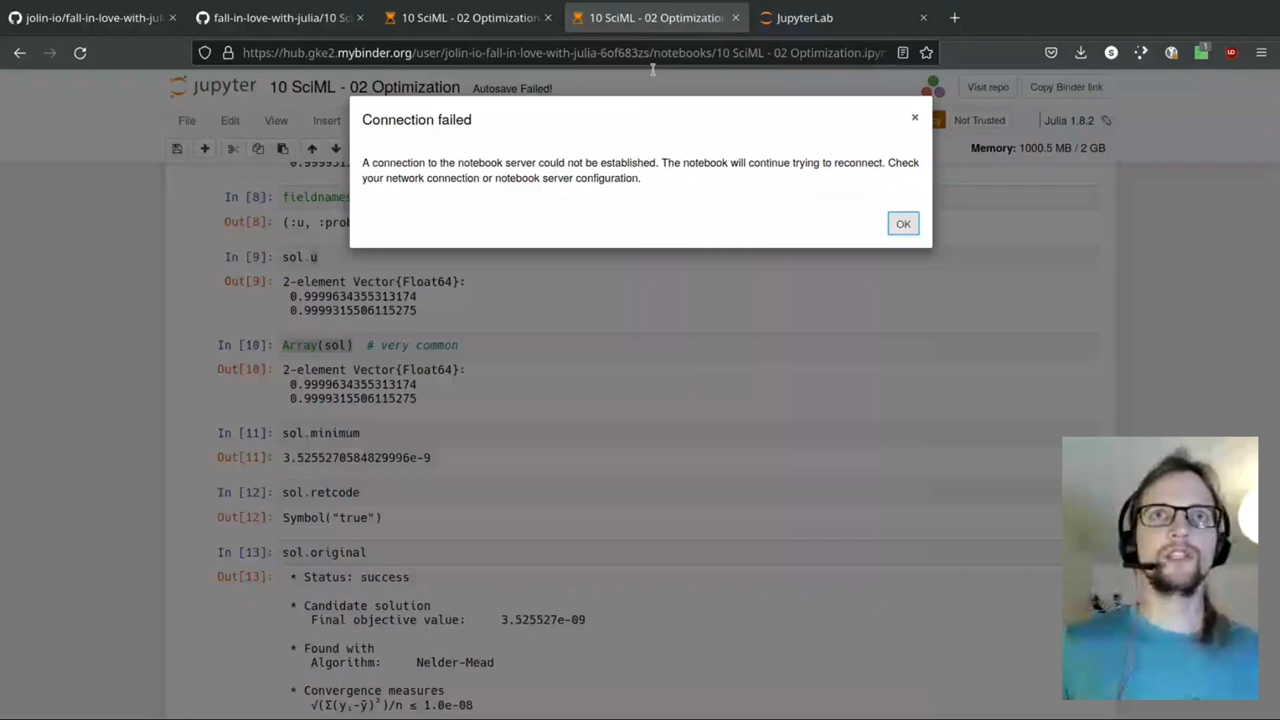 jolin-io/fall-in-love-with-jul
fall-in-love-with-julia/10 S
10 SciML - 02 Optimization
10 SciML - 02 Optimizatio
JupyterLab
https://hub.gke2.mybinder.org/user/jolin-io-fall-in-love-with-julia-6of683zs/notebooks/10 SciML - 02 Optimization.ipyn
jupyter 10 SciML - 02 Optimization Autosave Failed!
Visit repo Copy Binder link
File Edit View Insert
Not Trusted Julia 1.8.2
Memory: 1000.5 MB / 2 GB
Connection failed
×
A connection to the notebook server could not be established. The notebook will continue trying to reconnect. Check
your network connection or notebook server configuration.
OK
In [8]: fieldnames
Out[8]: (:u, :prob
In [9]: sol.u
Out[9]: 2-element Vector{Float64}:
0.9999634355313174
0.9999315506115275
In [10]: Array(sol) # very common
Out[10]: 2-element Vector{Float64}:
0.9999634355313174
0.9999315506115275
In [11]: sol.minimum
Out[11]: 3.5255270584829996e-9
In [12]: sol.retcode
Out[12]: Symbol("true")
In [13]: sol.original
Out[13]: * Status: success
* Candidate solution
Final objective value: 3.525527e-09
* Found with
Algorithm: Nelder-Mead
* Convergence measures
√(Σ(yᵢ-ȳ)²)/n ≤ 1.0e-08